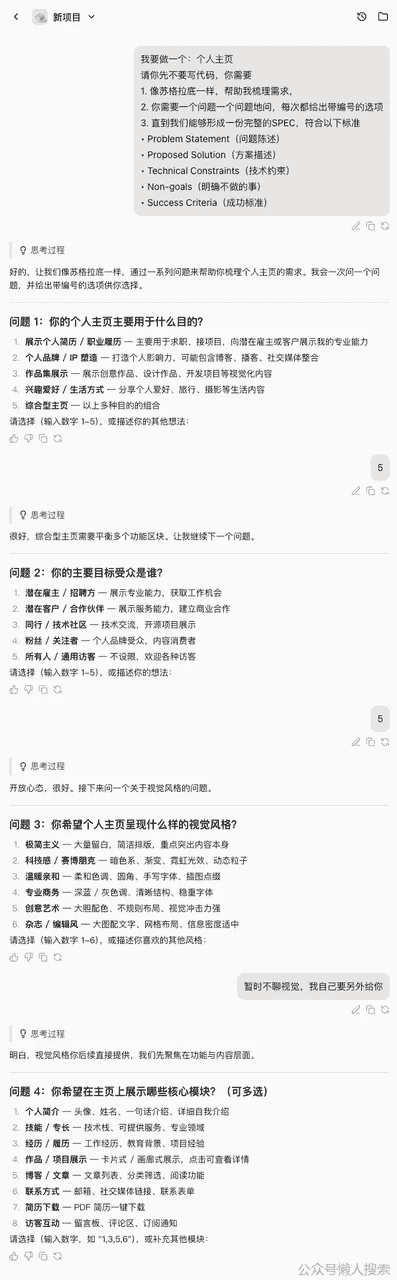 新项目
我要做一个：个人主页
请你先不要写代码，你需要
1. 像苏格拉底一样，帮助我梳理需求，
2. 你需要一个问题一个问题地问，每次都给出带编号的选项
3. 直到我们能够形成一份完整的SPEC，符合以下标准
• Problem Statement（问题陈述）
• Proposed Solution（方案描述）
• Technical Constraints（技术约束）
• Non-goals（明确不做的事）
• Success Criteria（成功标准）
思考过程
好的，让我们像苏格拉底一样，通过一系列问题来帮助你梳理个人主页的需求。我会一次问一个问
题，并给出带编号的选项供你选择。
问题 1：你的个人主页主要用于什么目的？
1. 展示个人简历 / 职业履历 — 主要用于求职、接项目，向潜在雇主或客户展示我的专业能力
2. 个人品牌 / IP 塑造 — 打造个人影响力，可能包含博客、播客、社交媒体整合
3. 作品集展示 — 展示创意作品、设计作品、开发项目等视觉化内容
4. 兴趣爱好 / 生活方式 — 分享个人爱好、旅行、摄影等生活内容
5. 综合型主页 — 以上多种目的的组合
请选择（输入数字 1–5），或描述你的其他想法：
5
思考过程
很好，综合型主页需要平衡多个功能区块。让我继续下一个问题。
问题 2：你的主要目标受众是谁？
1. 潜在雇主 / 招聘方 — 展示专业能力，获取工作机会
2. 潜在客户 / 合作伙伴 — 展示服务能力，建立商业合作
3. 同行 / 技术社区 — 技术交流，开源项目展示
4. 粉丝 / 关注者 — 个人品牌受众，内容消费者
5. 所有人 / 通用访客 — 不设限，欢迎各种访客
请选择（输入数字 1–5），或描述你的想法：
5
思考过程
开放心态，很好。接下来问一个关于视觉风格的问题。
问题 3：你希望个人主页呈现什么样的视觉风格？
1. 极简主义 — 大量留白，简洁排版，重点突出内容本身
2. 科技感 / 赛博朋克 — 暗色系、渐变、霓虹光效、动态粒子
3. 温暖亲和 — 柔和色调、圆角、手写字体、插图点缀
4. 专业商务 — 深蓝 / 灰色调、清晰结构、稳重字体
5. 创意艺术 — 大胆配色、不规则布局、视觉冲击力强
6. 杂志 / 编辑风 — 大图配文字、网格布局、信息密度适中
请选择（输入数字 1–6），或描述你喜欢的其他风格：
暂时不聊视觉，我自己要另外给你
思考过程
明白，视觉风格你后续直接提供，我们先聚焦在功能与内容层面。
问题 4：你希望在主页上展示哪些核心模块？（可多选）
1. 个人简介 — 头像、姓名、一句话介绍、详细自我介绍
2. 技能 / 专长 — 技术栈、可提供服务、专业领域
3. 经历 / 履历 — 工作经历、教育背景、项目经验
4. 作品 / 项目展示 — 卡片式 / 画廊式展示，点击可查看详情
5. 博客 / 文章 — 文章列表、分类筛选、阅读功能
6. 联系方式 — 邮箱、社交媒体链接、联系表单
7. 简历下载 — PDF 简历一键下载
8. 访客互动 — 留言板、评论区、订阅通知
请选择（输入数字，如 "1,3,5,6"），或补充其他模块：
公众号懒人搜索